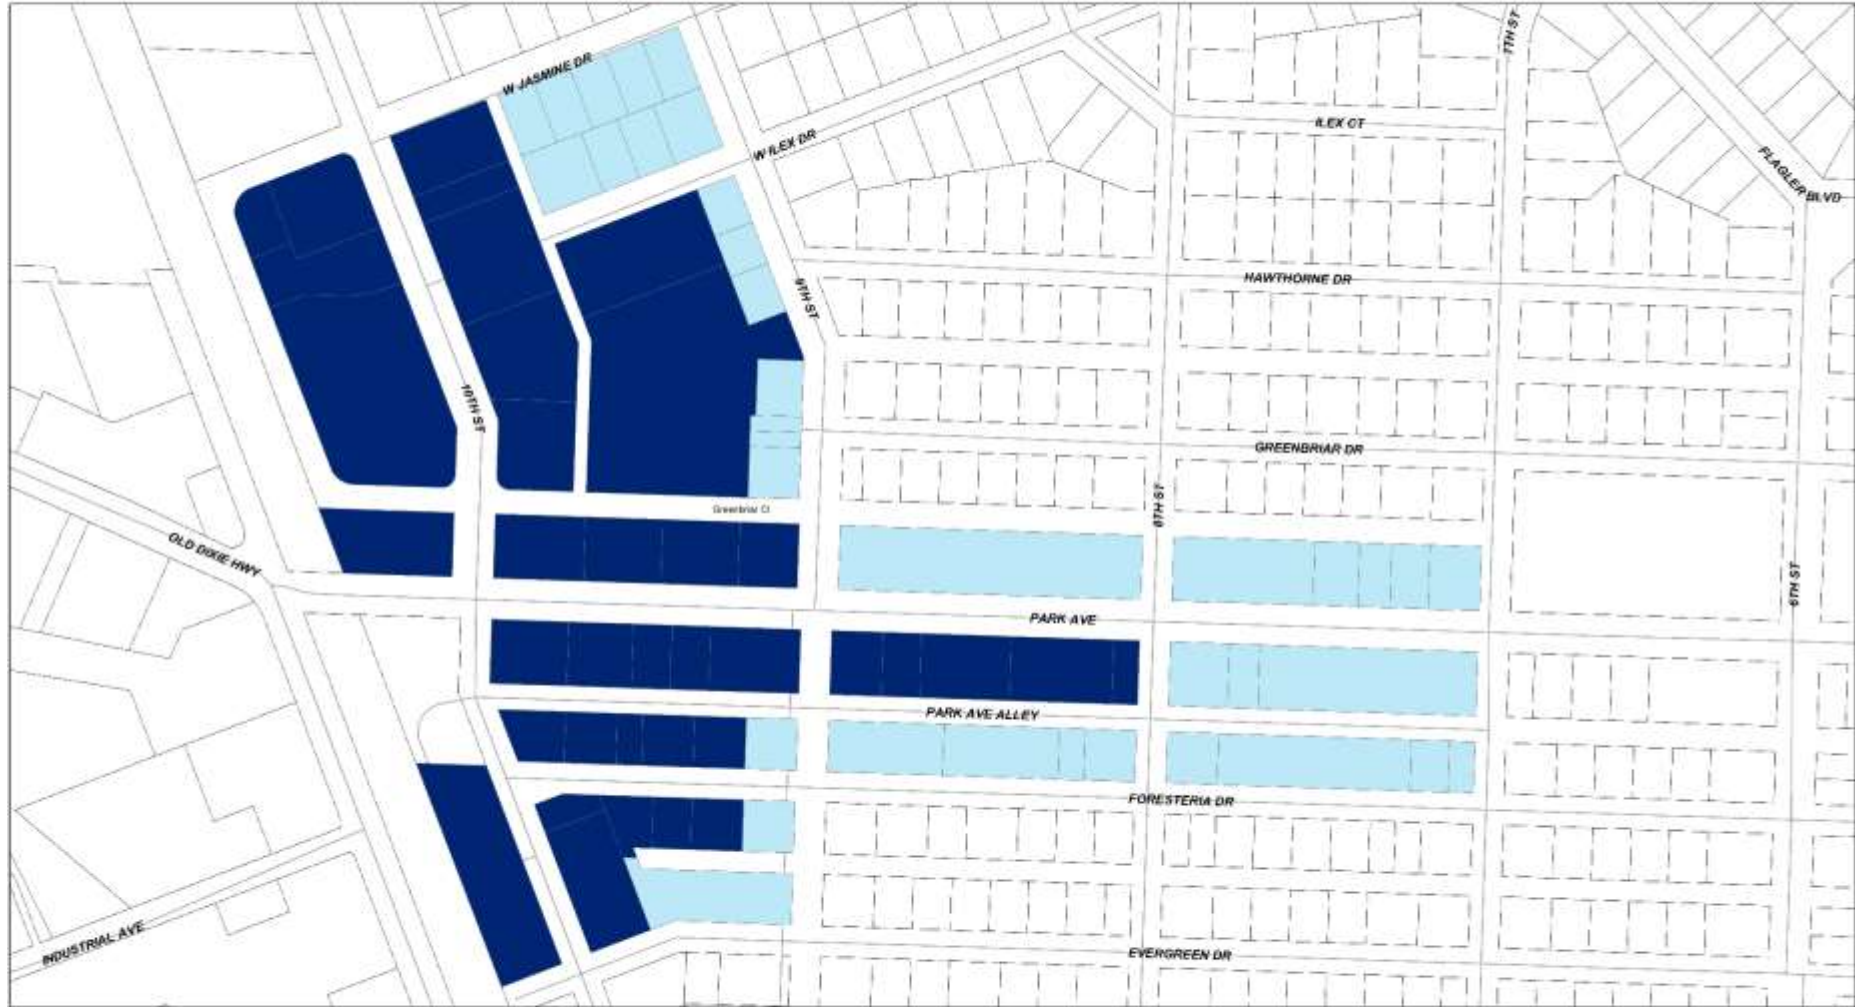 7TH ST
W JASMINE DR
ILEX CT
W ILEX DR
FLAGLER BLVD
HAWTHORNE DR
9TH ST
10TH ST
GREENBRIAR DR
8TH ST
Greenbriar Ct
OLD DIXIE HWY
6TH ST
PARK AVE
PARK AVE ALLEY
FORESTERIA DR
INDUSTRIAL AVE
EVERGREEN DR